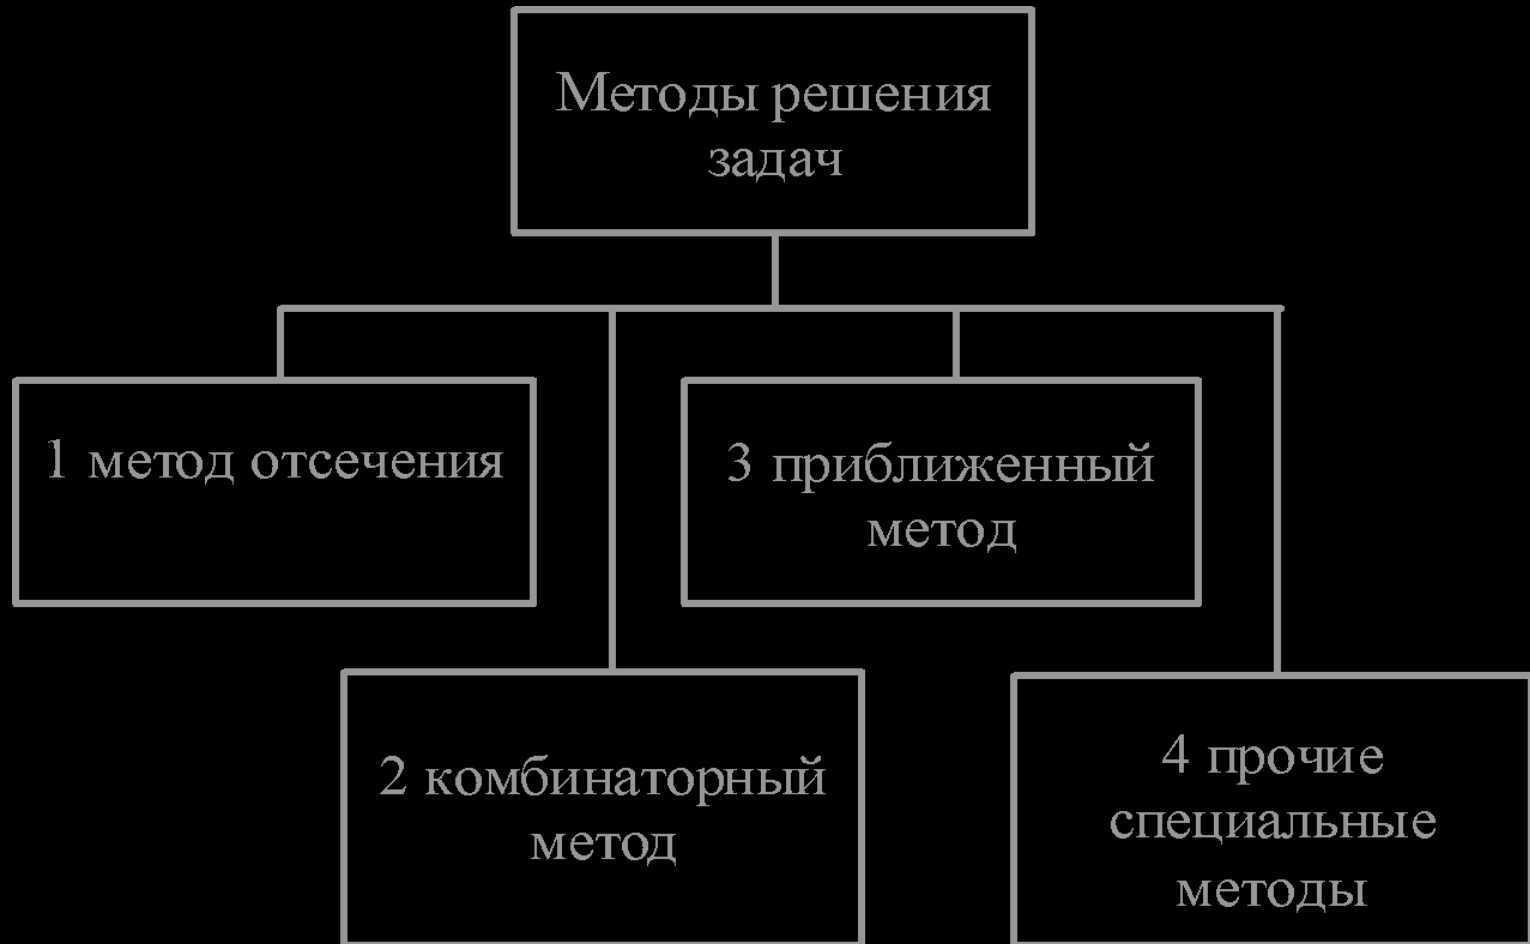 Методы решения
задач
1 метод отсечения
2 комбинаторный
метод
3 приближенный
метод
4 прочие
специальные
методы